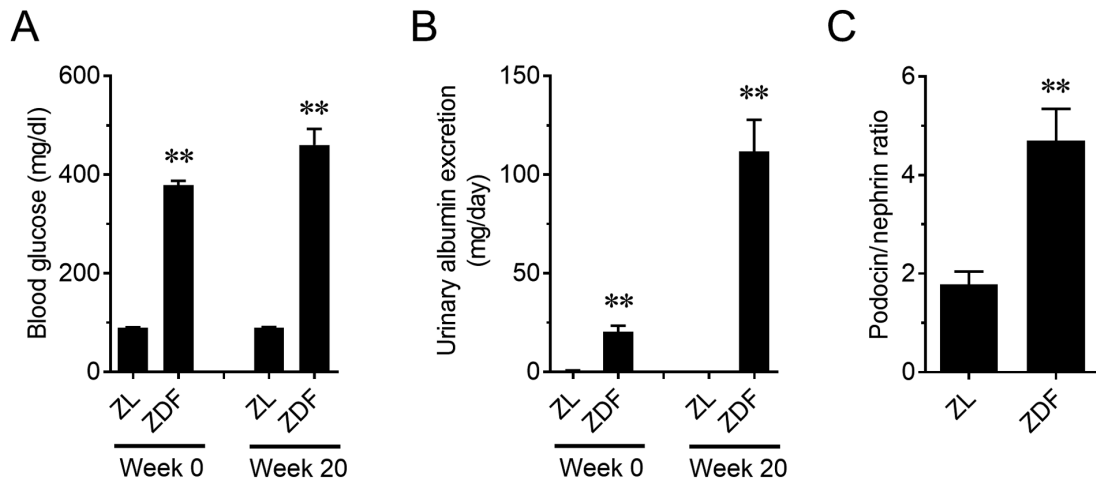 A
Blood glucose (mg/dl)
600
400
200
0
**
**
ZL
ZDF
ZL
ZDF
Week 0
Week 20
B
Urinary albumin excretion
(mg/day)
150
100
50
0
**
**
ZL
ZDF
ZL
ZDF
Week 0
Week 20
C
Podocin/nephrin ratio
6
4
2
0
**
ZL
ZDF